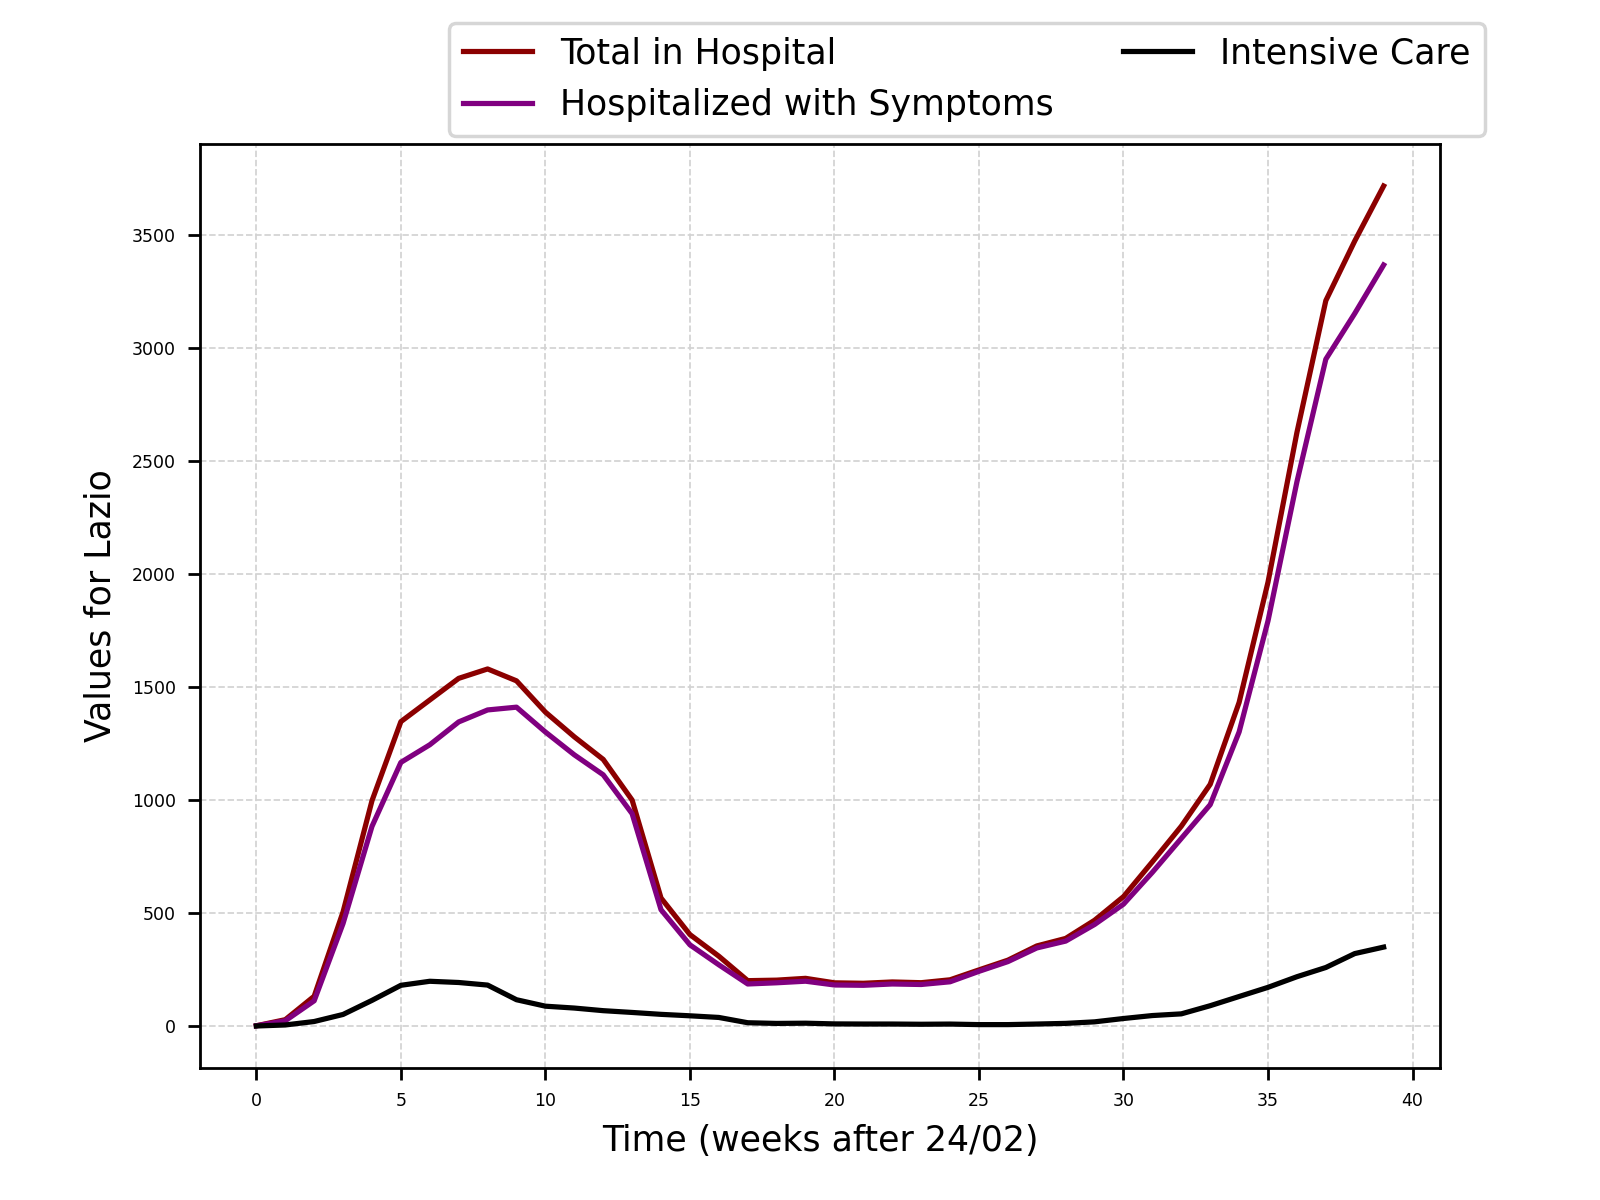 Total in Hospital
Hospitalized with Symptoms
Intensive Care
Values for Lazio
3500
3000
2500
2000
1500
1000
500
0
0 5 10 15 20 25 30 35 40
Time (weeks after 24/02)